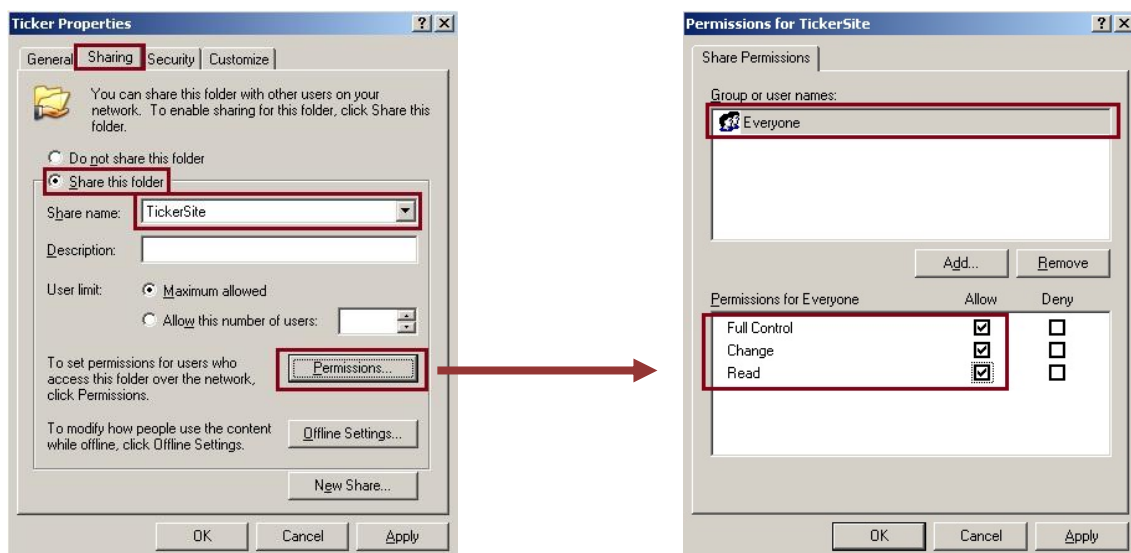 Ticker Properties
General Sharing Security Customize
You can share this folder with other users on your
network. To enable sharing for this folder, click Share this
folder.
Do not share this folder
Share this folder
Share name: TickerSite
Description:
User limit: Maximum allowed
Allow this number of users:
To set permissions for users who
access this folder over the network,
click Permissions.
Permissions...
To modify how people use the content
while offline, click Offline Settings.
Offline Settings...
New Share...
OK Cancel Apply
Permissions for TickerSite
Share Permissions
Group or user names:
Everyone
Add... Remove
Permissions for Everyone Allow Deny
Full Control
Change
Read
OK Cancel Apply